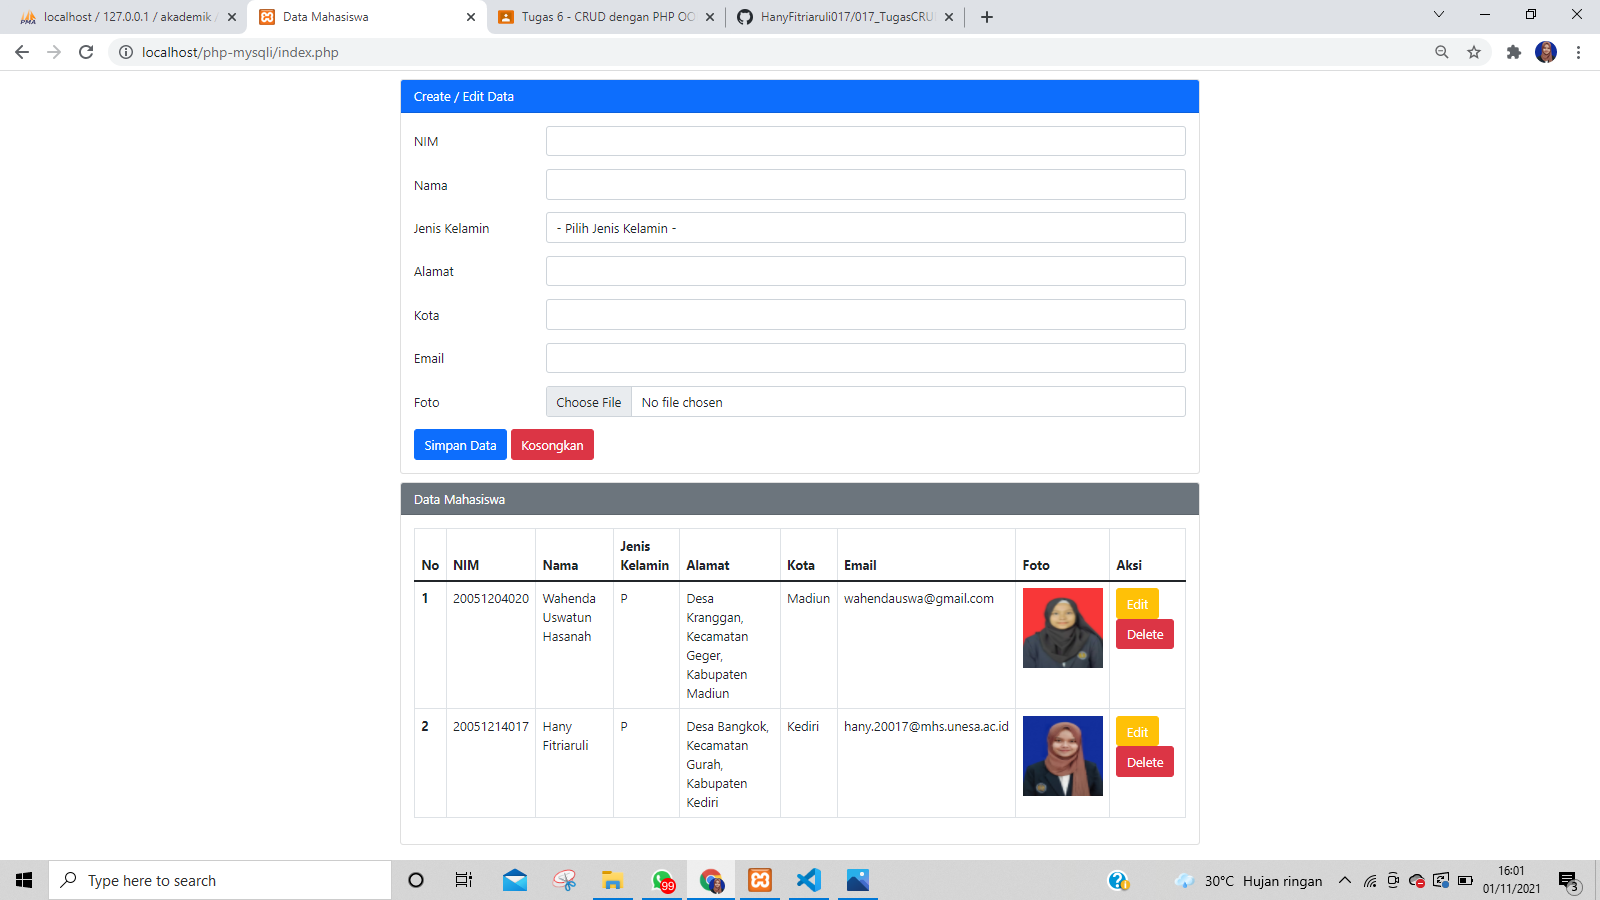 localhost / 127.0.0.1 / akademik
Data Mahasiswa
Tugas 6 - CRUD dengan PHP OO
HanyFitriaruli017/017_TugasCRU
localhost/php-mysqli/index.php
Create / Edit Data
NIM
Nama
Jenis Kelamin
- Pilih Jenis Kelamin -
Alamat
Kota
Email
Foto
Choose File No file chosen
Simpan Data Kosongkan
Data Mahasiswa
No NIM Nama Jenis Kelamin Alamat Kota Email Foto Aksi
1 20051204020 Wahenda P Desa Madiun wahendauswa@gmail.com Edit
Uswatun Kranggan,
Hasanah Kecamatan Delete
Geger,
Kabupaten
Madiun
2 20051214017 Hany P Desa Bangkok, Kediri hany.20017@mhs.unesa.ac.id Edit
Fitriaruli Kecamatan
Gurah, Delete
Kabupaten
Kediri
Type here to search
99
30°C Hujan ringan
16:01
01/11/2021
3